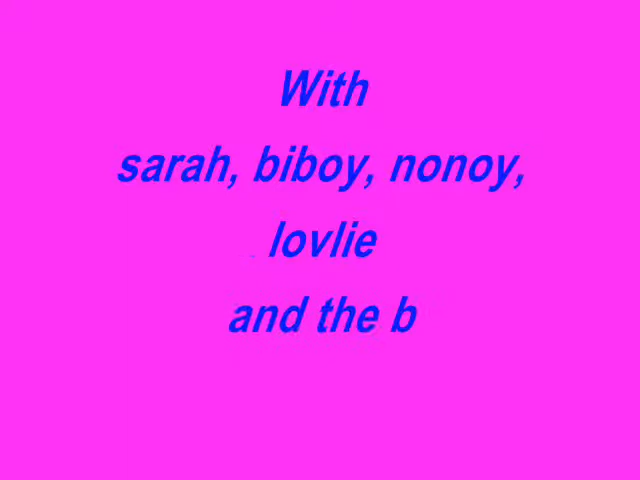 With
sarah, biboy, nonoy,
lovlie
and the b